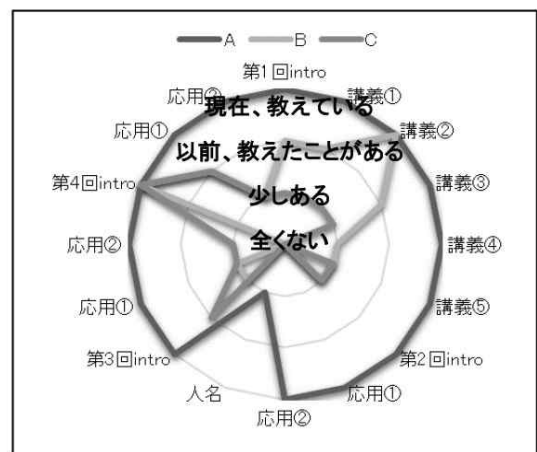 A B C
第1回intro
講義①
講義②
講義③
講義④
講義⑤
第2回intro
応用①
応用②
人名
第3回intro
応用①
応用②
第4回intro
応用①
応用②
現在、教えている
以前、教えたことがある
少しある
全くない